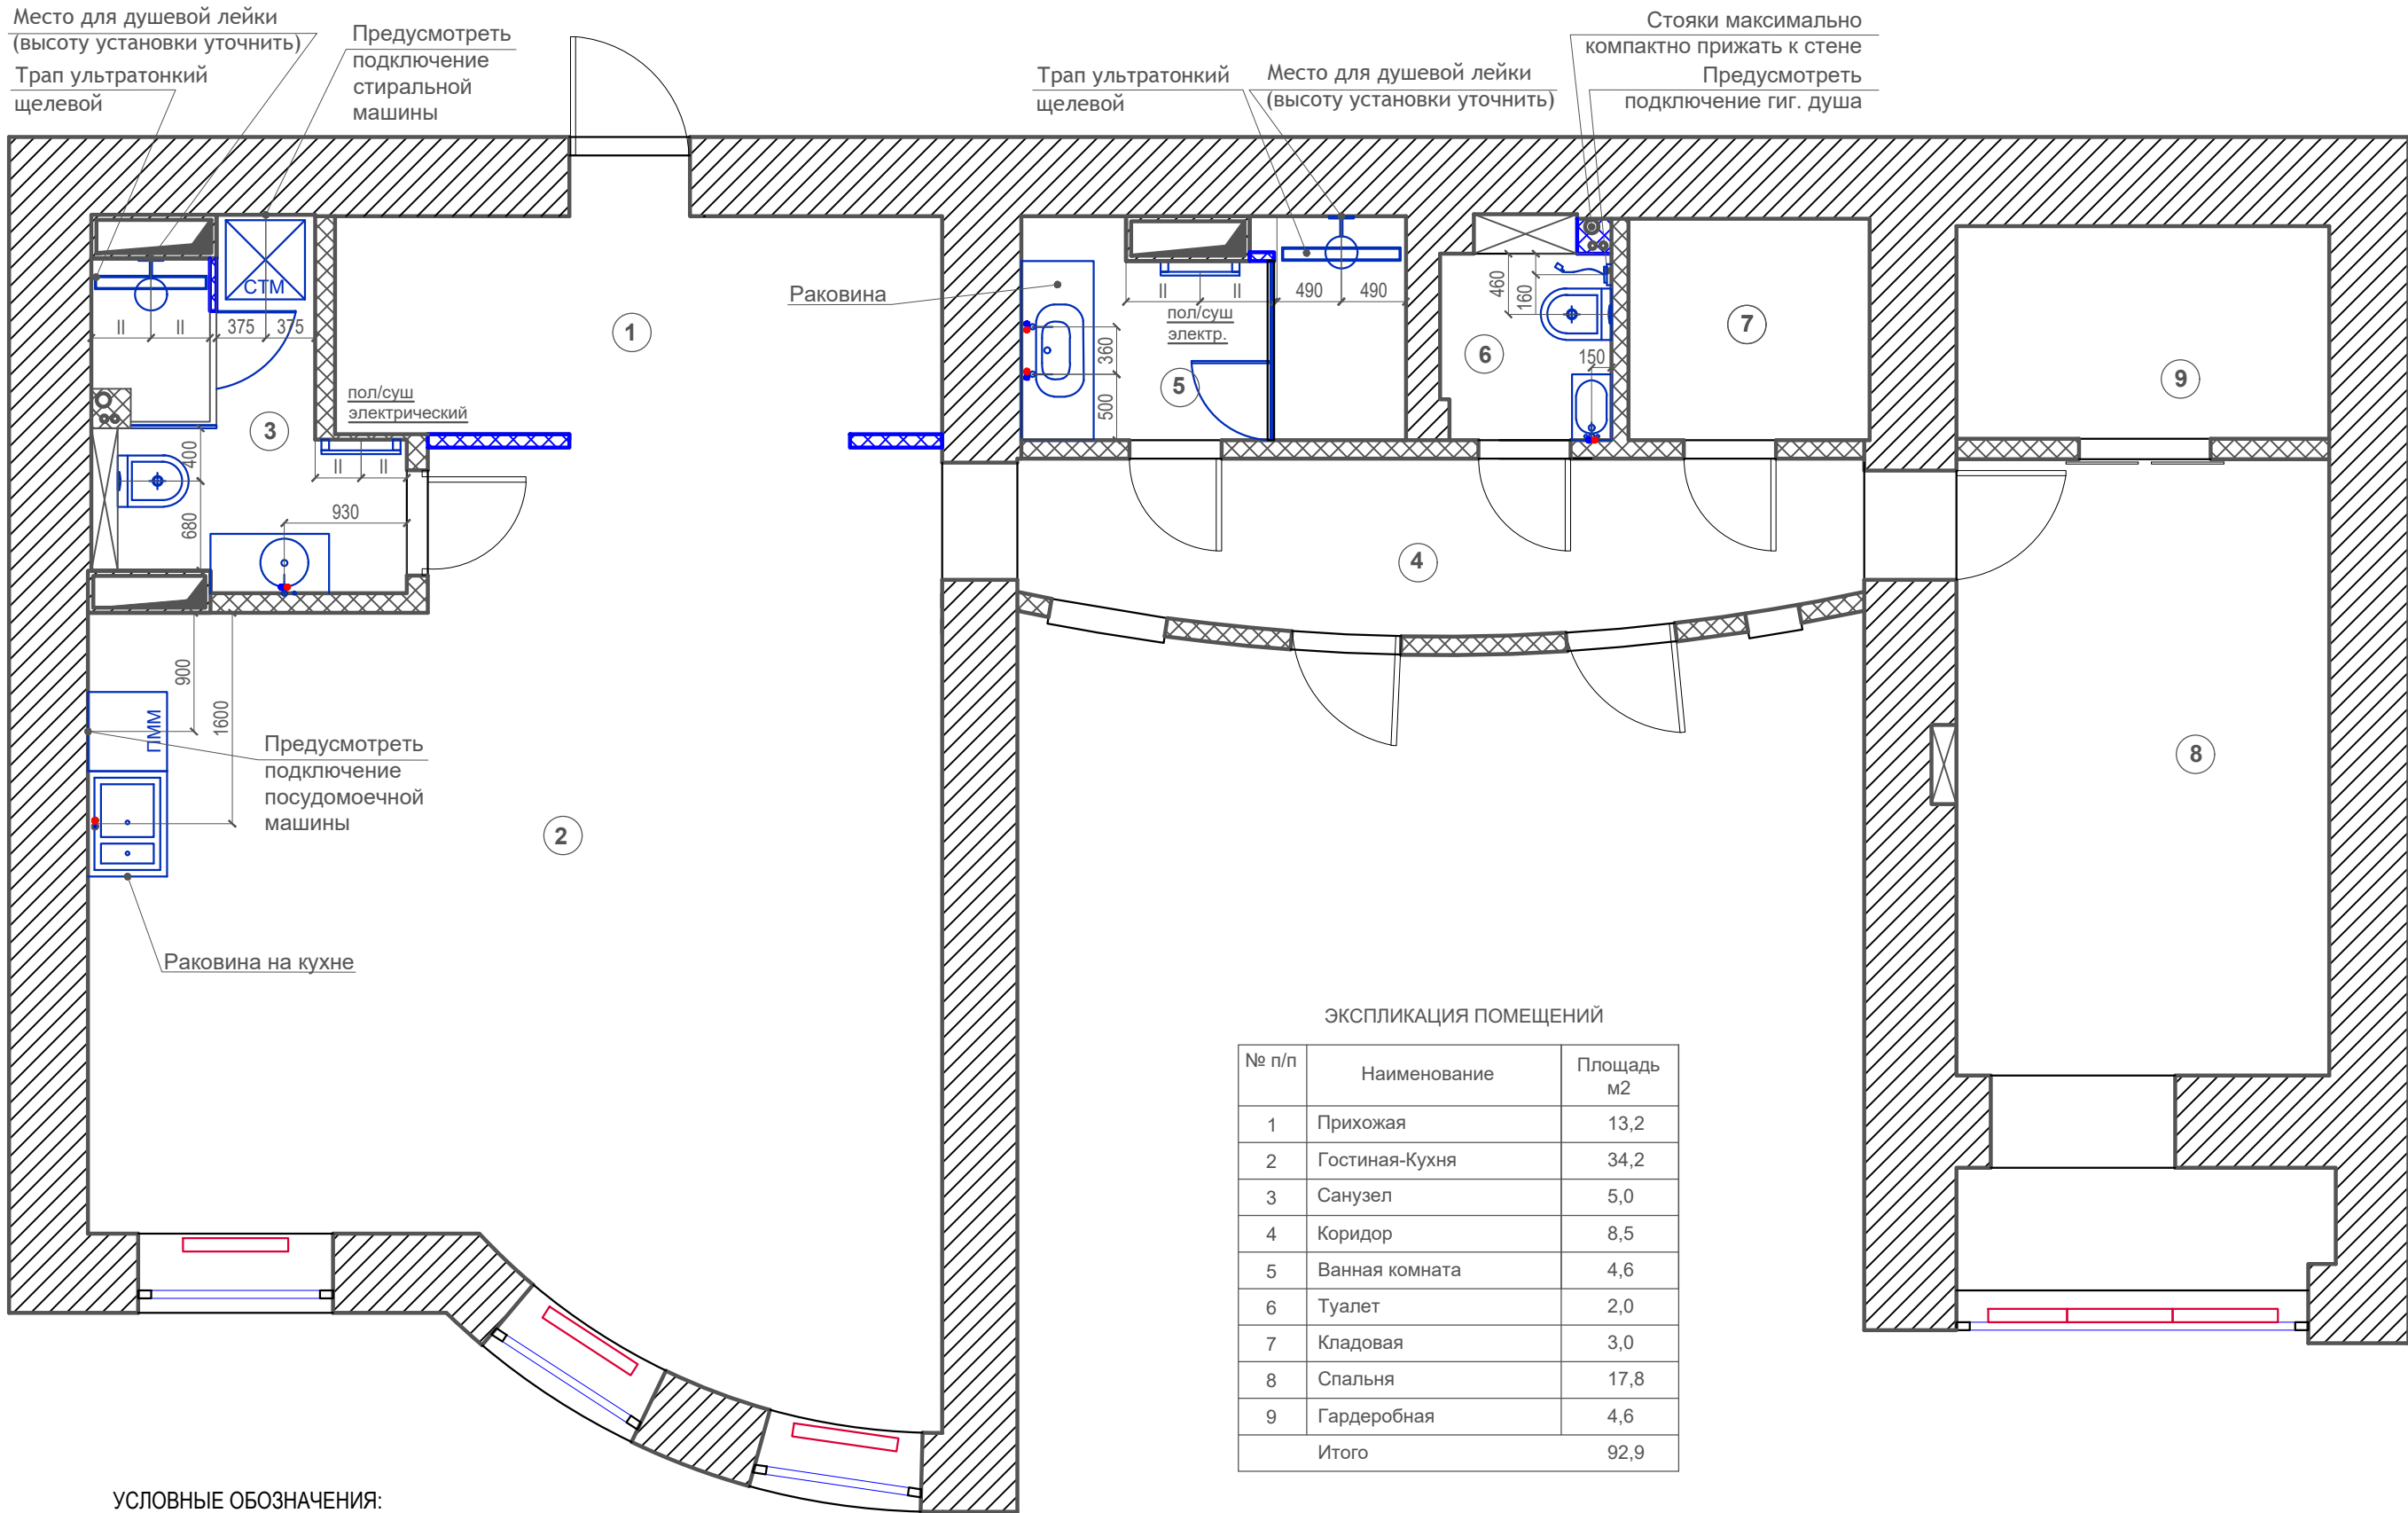 Место для душевой лейки
(высоту установки уточнить)
Трап ультратонкий
щелевой
Предусмотреть
подключение
стиральной
машины
Трап ультратонкий
щелевой
Место для душевой лейки
(высоту установки уточнить)
Стояки максимально
компактно прижать к стене
Предусмотреть
подключение гиг. душа
СТМ
II
II
375
375
1
Раковина
II
II
490
490
пол/суш
электр.
360
500
5
460
160
6
150
7
9
пол/суш
электрический
3
400
680
II
II
930
4
900
1600
ПММ
Предусмотреть
подключение
посудомоечной
машины
2
8
Раковина на кухне
ЭКСПЛИКАЦИЯ ПОМЕЩЕНИЙ
№ п/п Наименование Площадь
м2
1 Прихожая 13,2
2 Гостиная-Кухня 34,2
3 Санузел 5,0
4 Коридор 8,5
5 Ванная комната 4,6
6 Туалет 2,0
7 Кладовая 3,0
8 Спальня 17,8
9 Гардеробная 4,6
Итого 92,9
УСЛОВНЫЕ ОБОЗНАЧЕНИЯ: